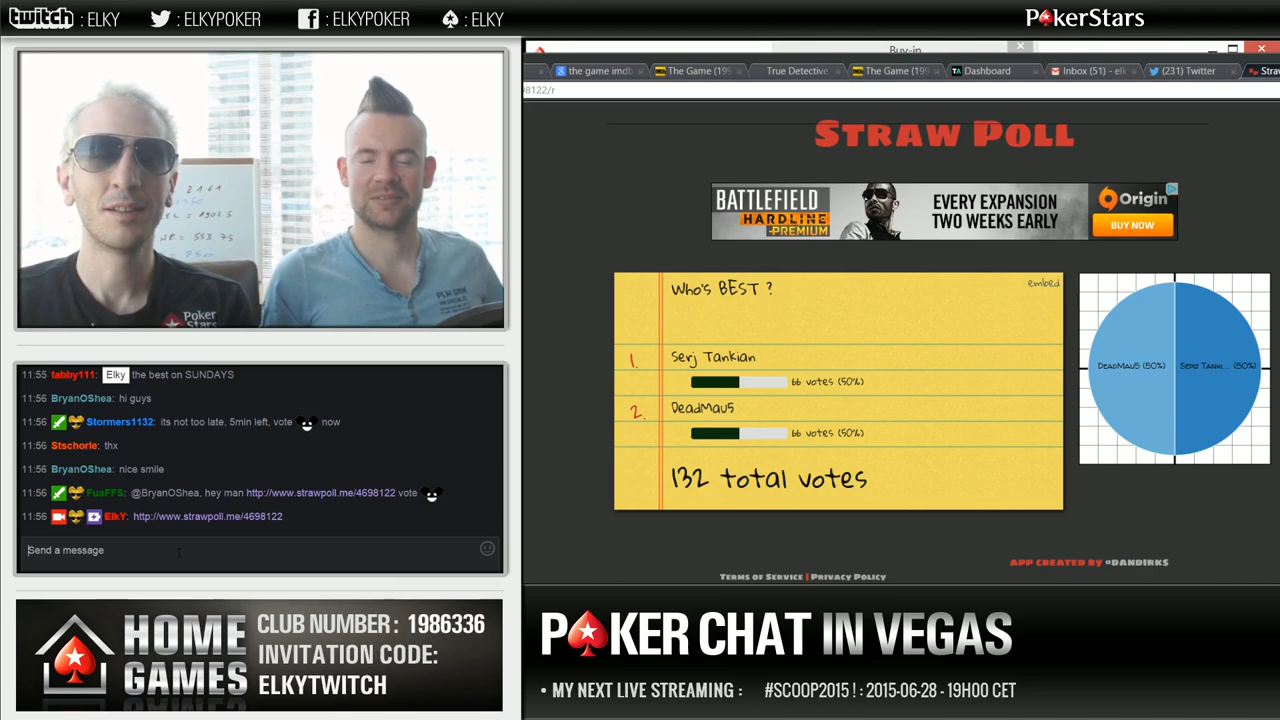 twitch : ELKY
: ELKYPOKER
: ELKYPOKER
: ELKY
POKERSTARS
Buy-in
the game imdb
The Game (199
True Detective
The Game (199
Dashboard
Inbox (51) - eli
(231) Twitter
Straw
98122/r
STRAW POLL
BATTLEFIELD
HARDLINE
PREMIUM
EVERY EXPANSION
TWO WEEKS EARLY
Origin
BUY NOW
Who's BEST ?
embed
1. Serj Tankian
66 votes (50%)
2. DeadMau5
66 votes (50%)
132 total votes
DEADMAU5 (50%)
SERJ TANKI... (50%)
APP CREATED BY @DANDIRKS
TERMS OF SERVICE | PRIVACY POLICY
2161
Poker
Stars
11:55 tabby111: Elky the best on SUNDAYS
11:56 BryanOShea: hi guys
11:56 Stormers1132: its not too late, 5min left, vote now
11:56 Stschorle: thx
11:56 BryanOShea: nice smile
11:56 FuaFFS: @BryanOShea, hey man http://www.strawpoll.me/4698122 vote
11:56 ElkY: http://www.strawpoll.me/4698122
Send a message
HOME
GAMES
CLUB NUMBER : 1986336
INVITATION CODE:
ELKYTWITCH
POKER CHAT IN VEGAS
• MY NEXT LIVE STREAMING : #SCOOP2015 ! : 2015-06-28 - 19H00 CET